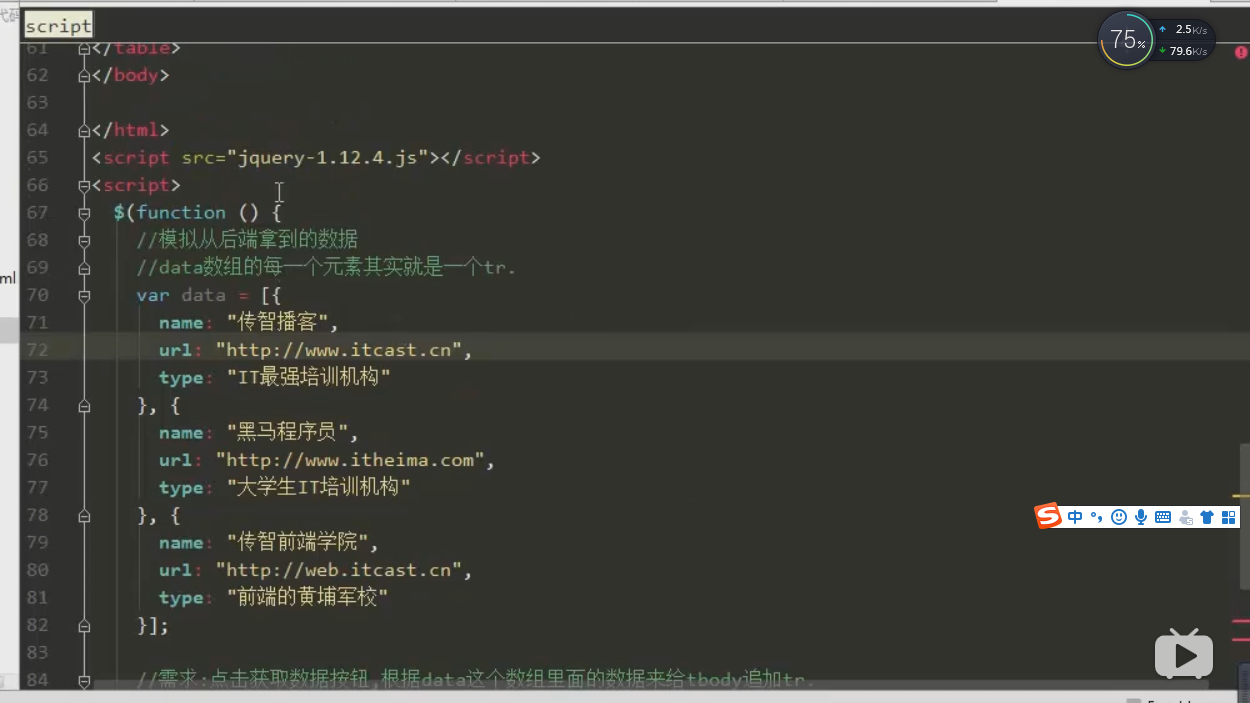 代码
script
75%
2.5K/s
79.6K/s
61 </table>
62 </body>
63
64 </html>
65 <script src="jquery-1.12.4.js"></script>
66 <script>
67 $(function () {
68 //模拟从后端拿到的数据
69 //data数组的每一个元素其实就是一个tr.
ml
70 var data = [{
71 name: "传智播客",
72 url: "http://www.itcast.cn",
73 type: "IT最强培训机构"
74 }, {
75 name: "黑马程序员",
76 url: "http://www.itheima.com",
77 type: "大学生IT培训机构"
78 }, {
中
79 name: "传智前端学院",
80 url: "http://web.itcast.cn",
81 type: "前端的黄埔军校"
82 }];
83
84 //需求:点击获取数据按钮,根据data这个数组里面的数据来给tbody追加tr.